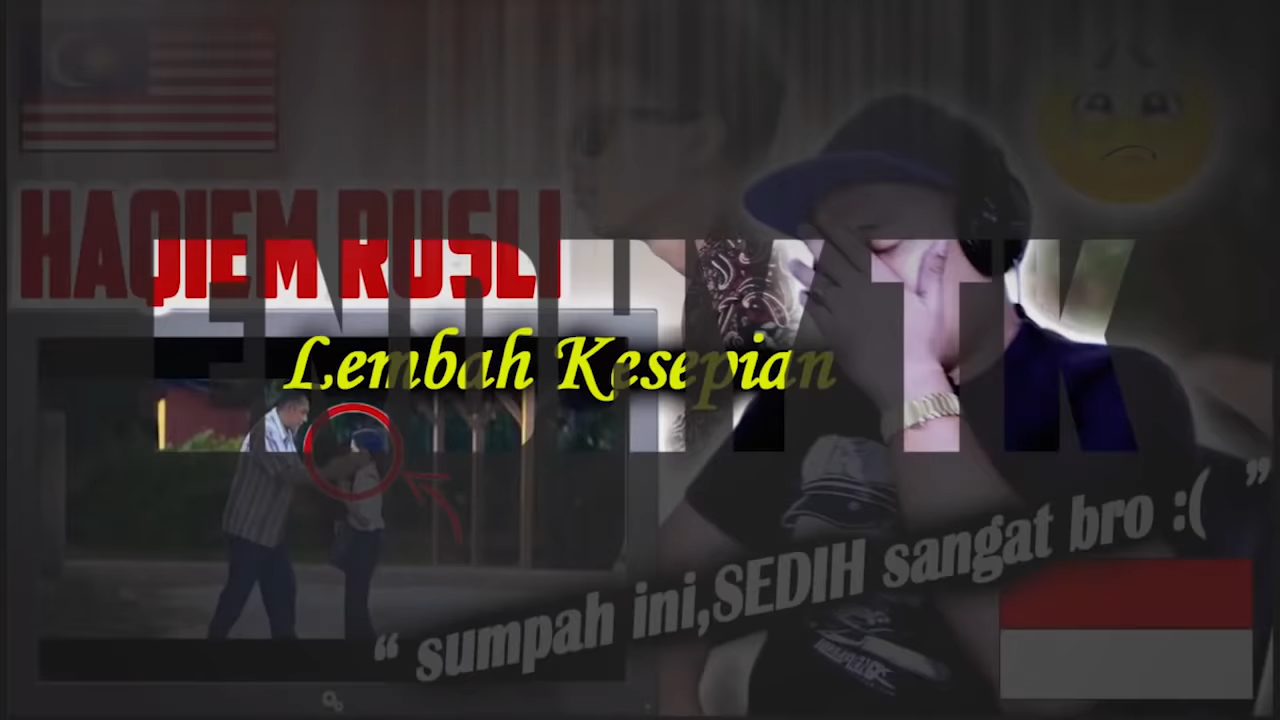 HAQIEM RUSLI
Lembah Kesepian
“ sumpah ini,SEDIH sangat bro :( ”